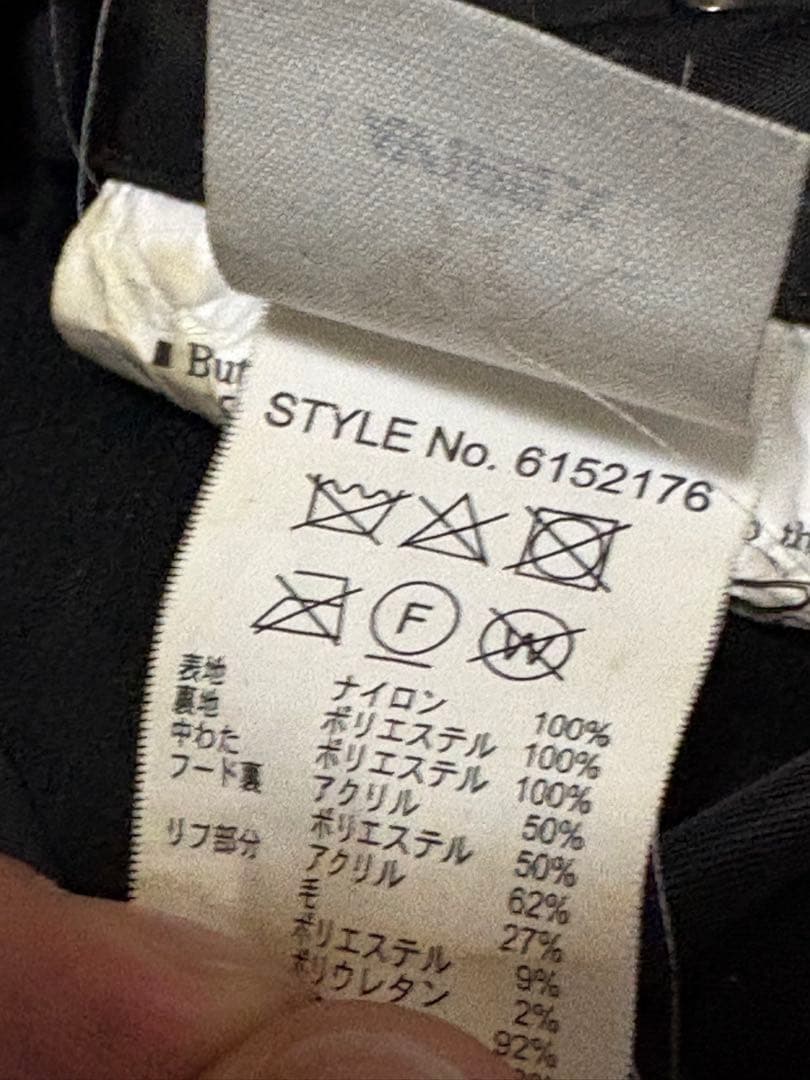 But
STYLE No. 6152176
F
W
表地 ナイロン 100%
裏地 ポリエステル 100%
中わた ポリエステル 100%
フード裏 アクリル 50%
ポリエステル 50%
リブ部分 アクリル 62%
毛 27%
ポリエステル 9%
ポリウレタン 2%
92%